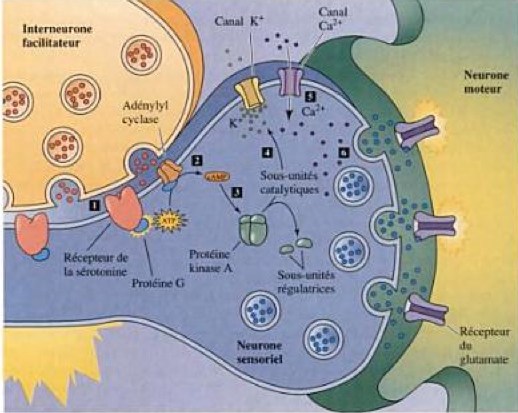 Interneurone
facilitateur
Canal K+
Canal
Ca2+
Neurone
moteur
Adénylyl
cyclase
K+
5
Ca2+
2
4
6
cAMP
Sous-unités
catalytiques
1
3
ATP
Récepteur de
la sérotonine
Protéine G
Protéine
kinase A
Sous-unités
régulatrices
Neurone
sensoriel
Récepteur
du
glutamate